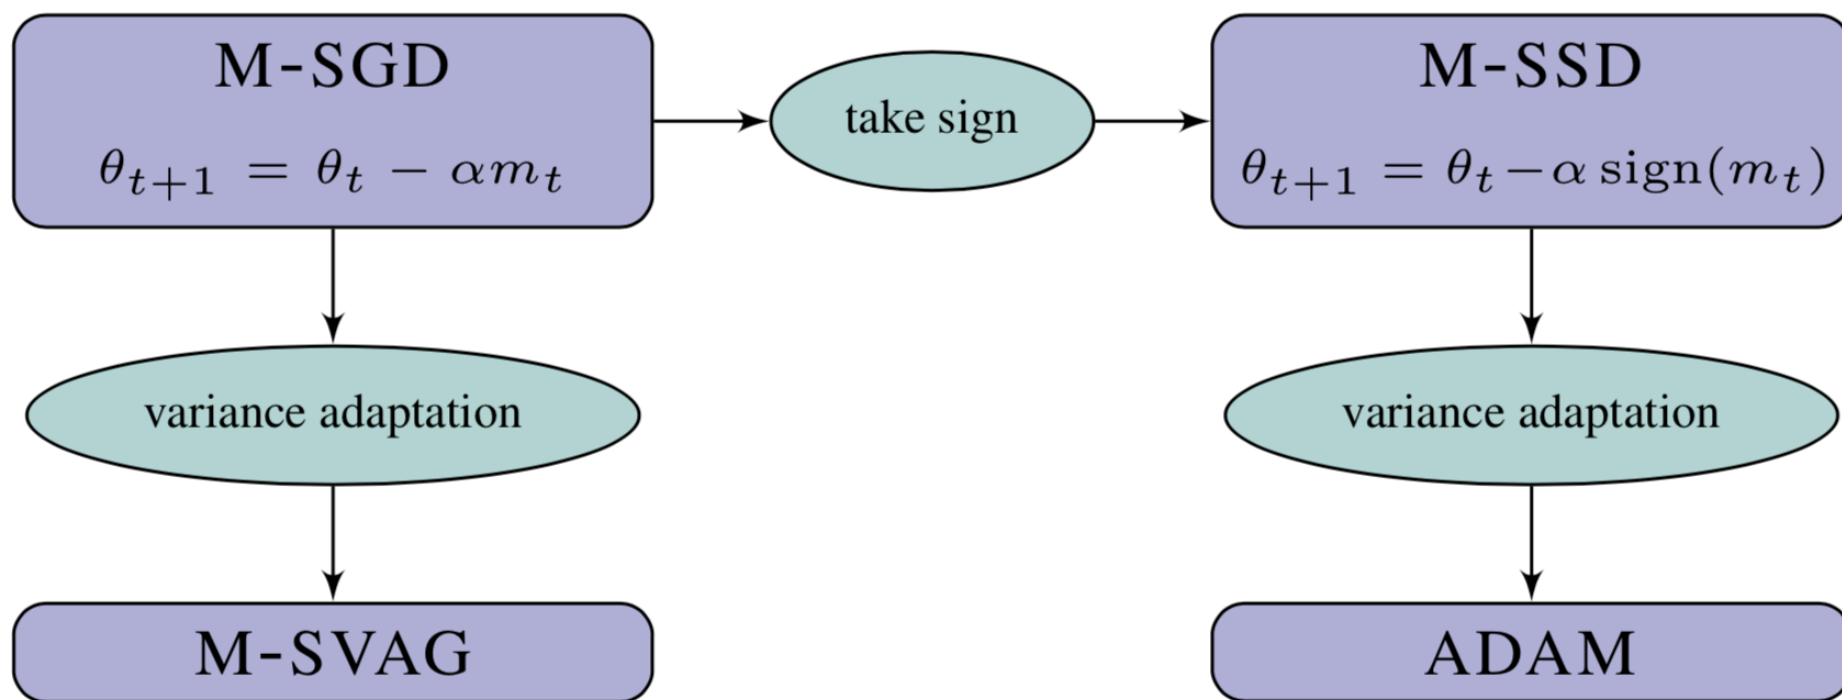 M-SGD
θ_{t+1} = θ_t − αm_t
take sign
M-SSD
θ_{t+1} = θ_t − α sign(m_t)
variance adaptation
variance adaptation
M-SVAG
ADAM